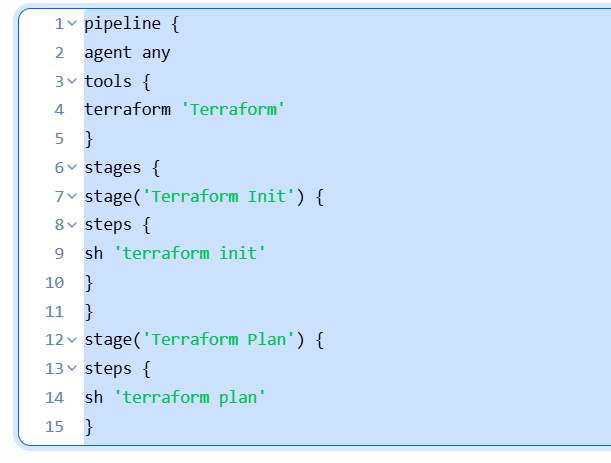 1 pipeline {
2 agent any
3 tools {
4 terraform 'Terraform'
5 }
6 stages {
7 stage('Terraform Init') {
8 steps {
9 sh 'terraform init'
10 }
11 }
12 stage('Terraform Plan') {
13 steps {
14 sh 'terraform plan'
15 }